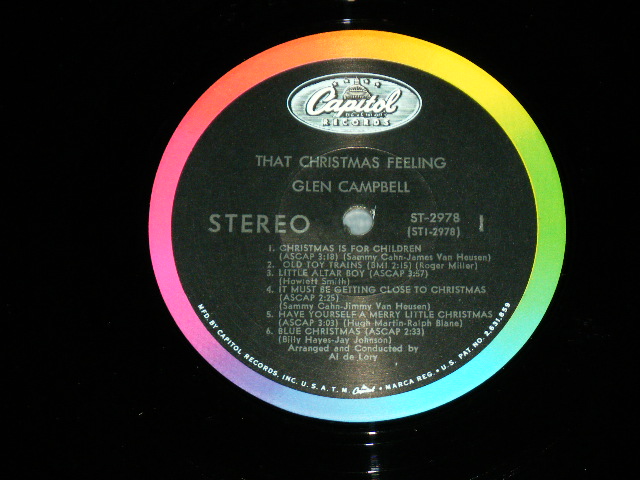 Capitol
RECORDS
THAT CHRISTMAS FEELING
GLEN CAMPBELL
STEREO
ST-2978
(ST1-2978)
1
1. CHRISTMAS IS FOR CHILDREN
(ASCAP 3:18) (Sammy Cahn-James Van Heusen)
2. OLD TOY TRAINS (BMI 2:15) (Roger Miller)
3. LITTLE ALTAR BOY (ASCAP 3:57)
(Howlett Smith)
4. IT MUST BE GETTING CLOSE TO CHRISTMAS
(ASCAP 2:25)
(Sammy Cahn-Jimmy Van Heusen)
5. HAVE YOURSELF A MERRY LITTLE CHRISTMAS
(ASCAP 3:03) (Hugh Martin-Ralph Blane)
6. BLUE CHRISTMAS (ASCAP 2:33)
(Billy Hayes-Jay Johnson)
Arranged and Conducted by
Al de Lory
MFD. BY CAPITOL RECORDS, INC. U.S.A. T.M. Capitol • MARCA REG. • U.S. PAT. NO. 2,631,859